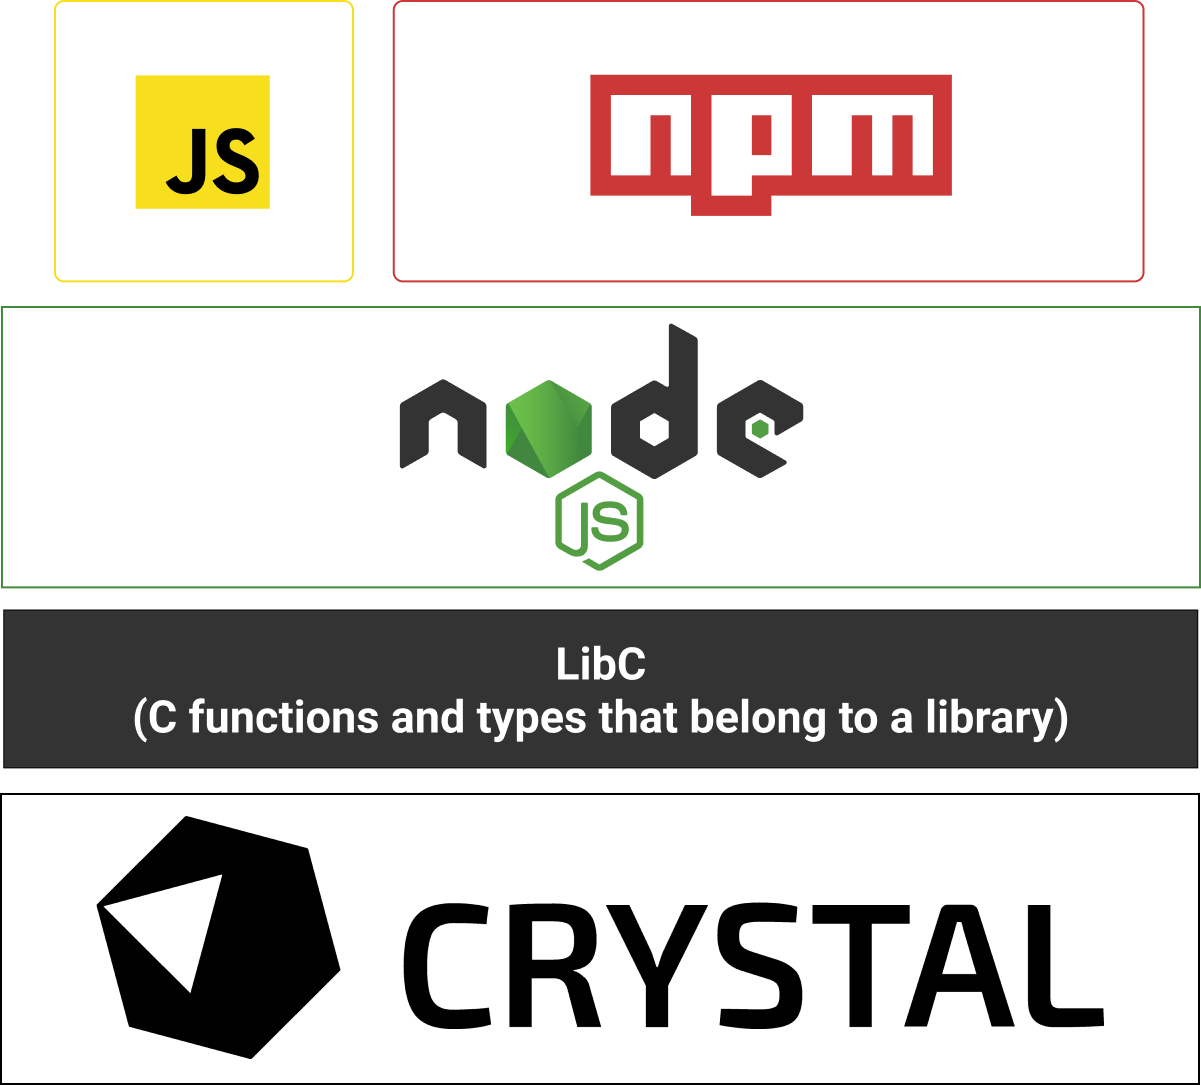 JS
npm
node
JS
LibC
(C functions and types that belong to a library)
CRYSTAL